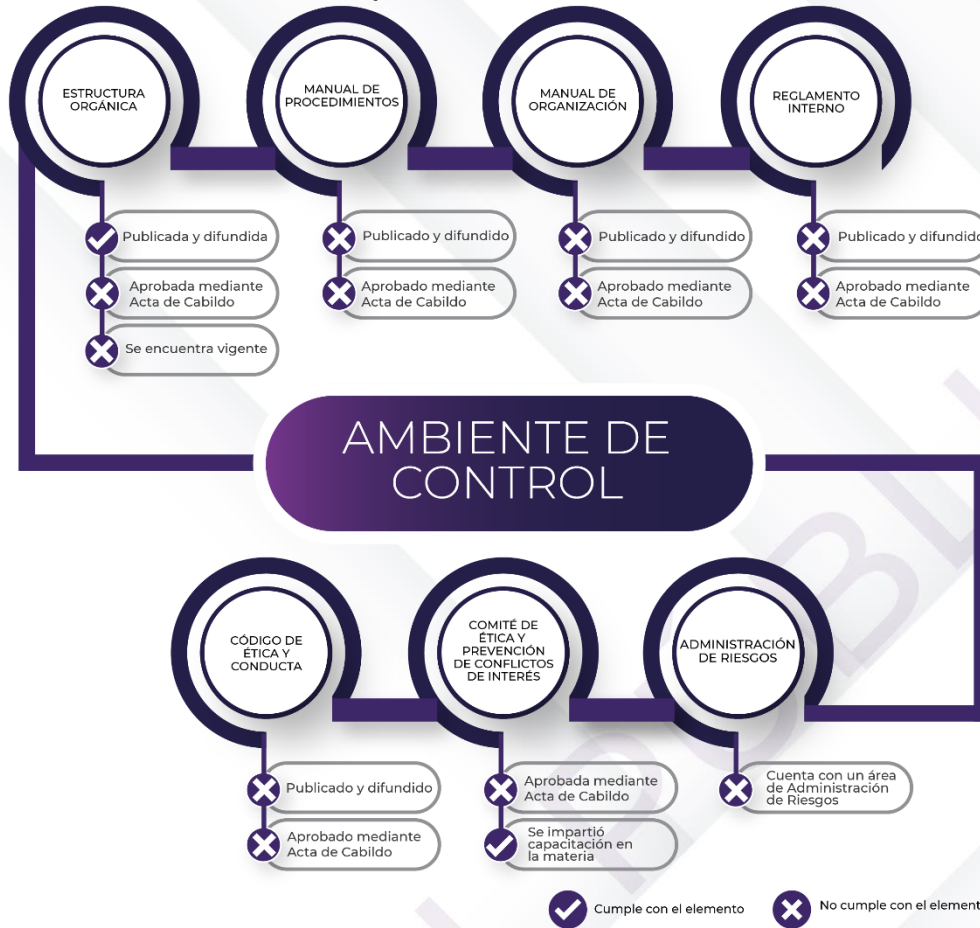 ESTRUCTURA
ORGÁNICA
MANUAL DE
PROCEDIMIENTOS
MANUAL DE
ORGANIZACIÓN
REGLAMENTO
INTERNO
Publicada y difundida
Aprobada mediante
Acta de Cabildo
Se encuentra vigente
Publicado y difundido
Aprobado mediante
Acta de Cabildo
Publicado y difundido
Aprobado mediante
Acta de Cabildo
Publicado y difundido
Aprobado mediante
Acta de Cabildo
AMBIENTE DE
CONTROL
CÓDIGO DE
ÉTICA Y
CONDUCTA
COMITÉ DE
ÉTICA Y
PREVENCIÓN
DE CONFLICTOS
DE INTERÉS
ADMINISTRACIÓN
DE RIESGOS
Publicado y difundido
Aprobado mediante
Acta de Cabildo
Aprobada mediante
Acta de Cabildo
Se impartió
capacitación en
la materia
Cuenta con un área
de Administración
de Riesgos
Cumple con el elemento
No cumple con el element